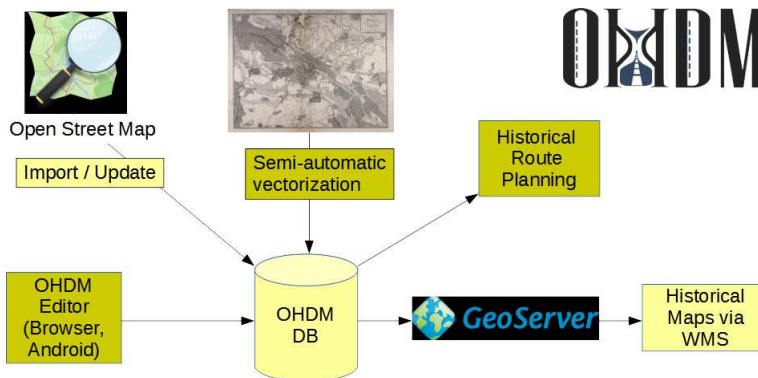 OHDM
Open Street Map
Import / Update
Semi-automatic
vectorization
Historical
Route
Planning
OHDM
Editor
(Browser,
Android)
OHDM
DB
GeoServer
Historical
Maps via
WMS